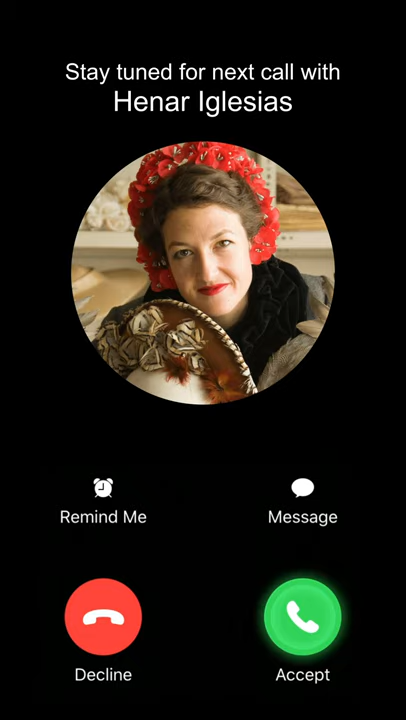 Stay tuned for next call with
Henar Iglesias
Remind Me
Message
Decline
Accept